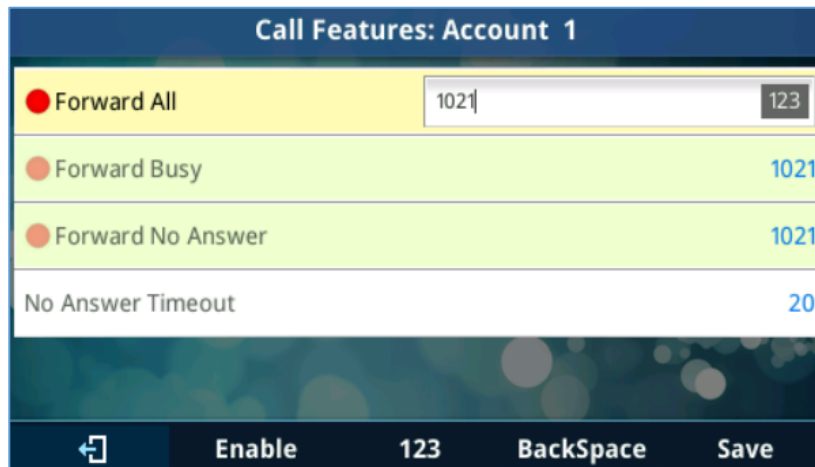 Call Features: Account 1
Forward All 1021 123
Forward Busy 1021
Forward No Answer 1021
No Answer Timeout 20
Enable 123 BackSpace Save